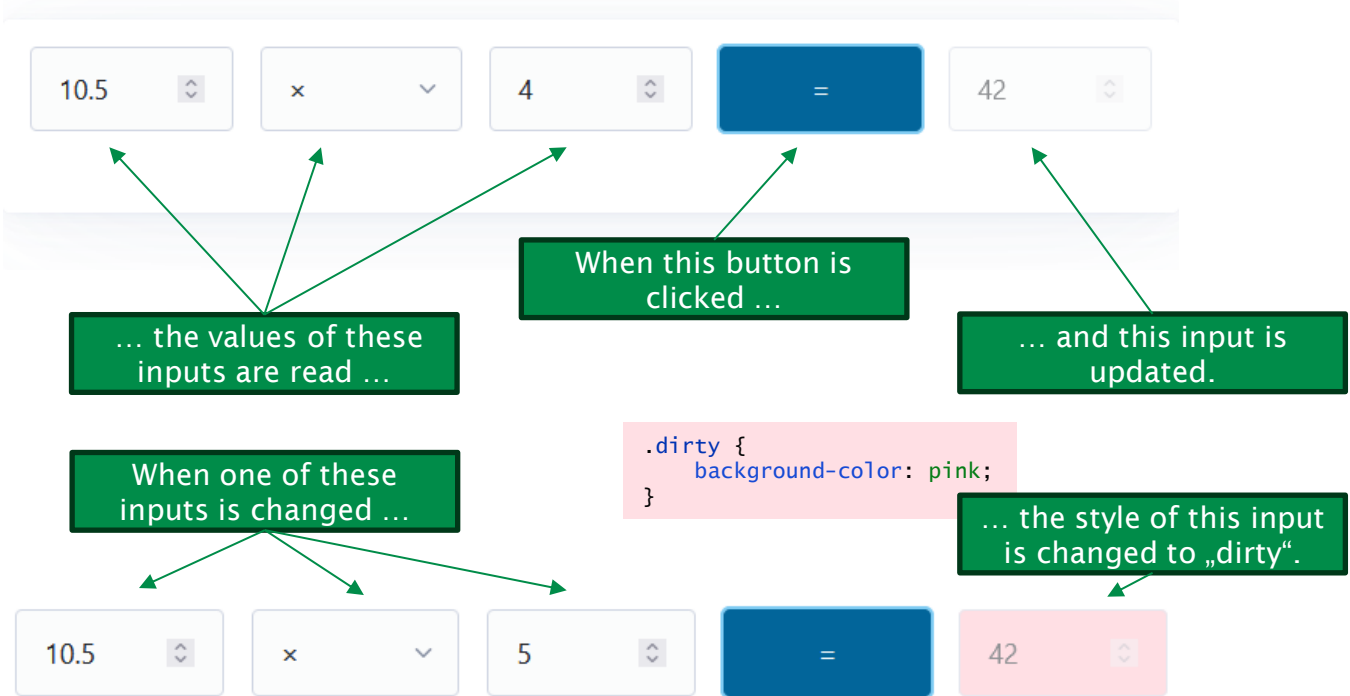 10.5
×
4
=
42
When this button is
clicked …
… the values of these
inputs are read …
… and this input is
updated.
When one of these
inputs is changed …
.dirty {
    background-color: pink;
}
… the style of this input
is changed to „dirty“.
10.5
×
5
=
42